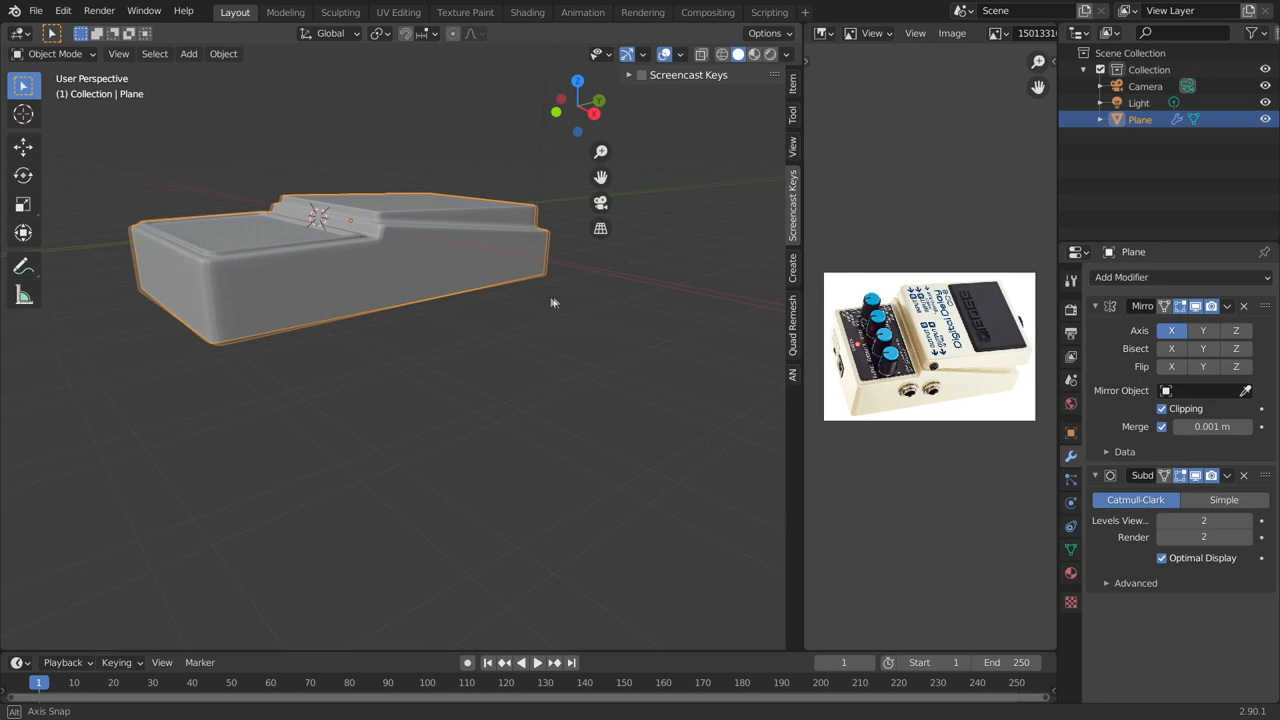 File Edit Render Window Help Layout Modeling Sculpting UV Editing Texture Paint Shading Animation Rendering Compositing Scripting + Scene View Layer
Global Options View View Image 15013310
Object Mode View Select Add Object
User Perspective
(1) Collection | Plane
Screencast Keys
Z
Y
X
Item
Tool
View
Screencast Keys
Create
Quad Remesh
AN
Scene Collection
Collection
Camera
Light
Plane
Plane
Add Modifier
Mirro
Axis X Y Z
Bisect X Y Z
Flip X Y Z
Mirror Object
Clipping
Merge 0.001 m
Data
Subd
Catmull-Clark Simple
Levels View... 2
Render 2
Optimal Display
Advanced
Digital Delay
Playback Keying View Marker 1 Start 1 End 250
1 10 20 30 40 50 60 70 80 90 100 110 120 130 140 150 160 170 180 190 200 210 220 230 240 250
Alt Axis Snap 2.90.1